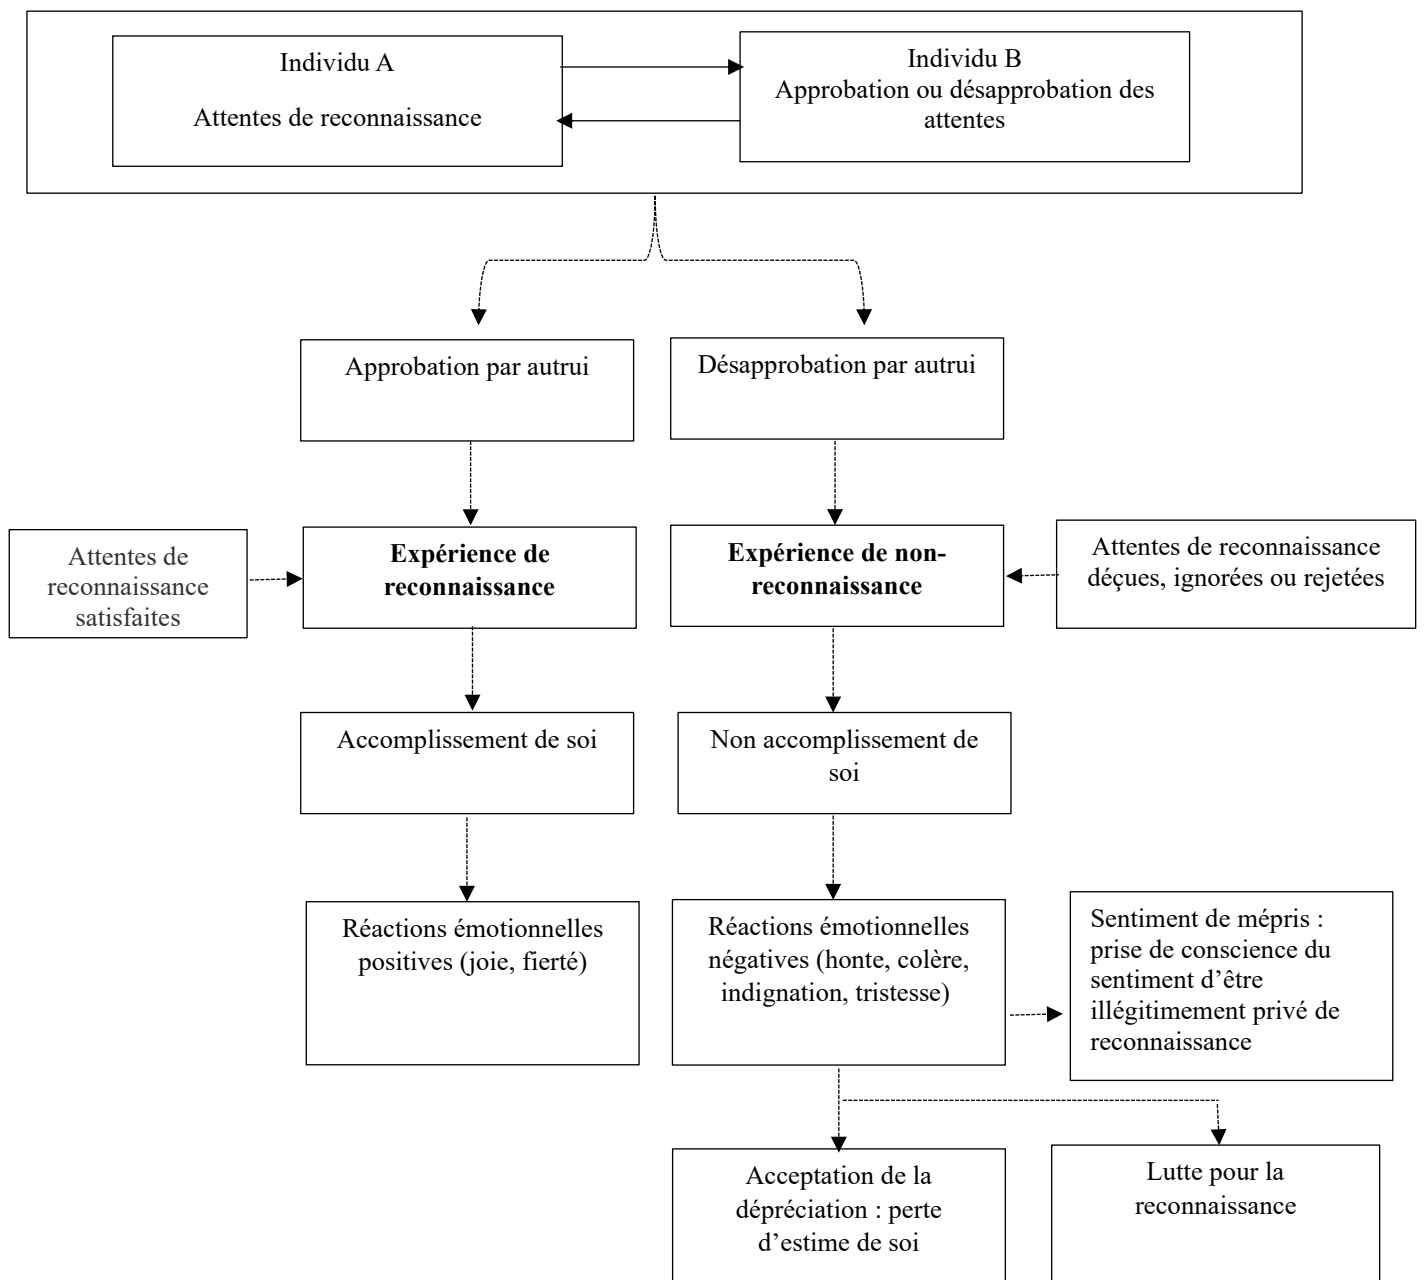 Individu A
Attentes de reconnaissance
Individu B
Approbation ou désapprobation des
attentes
Approbation par autrui
Désapprobation par autrui
Attentes de
reconnaissance
satisfaites
Expérience de
reconnaissance
Expérience de non-
reconnaissance
Attentes de reconnaissance
déçues, ignorées ou rejetées
Accomplissement de soi
Non accomplissement de
soi
Réactions émotionnelles
positives (joie, fierté)
Réactions émotionnelles
négatives (honte, colère,
indignation, tristesse)
Sentiment de mépris :
prise de conscience du
sentiment d’être
illégitimement privé de
reconnaissance
Acceptation de la
dépréciation : perte
d’estime de soi
Lutte pour la
reconnaissance